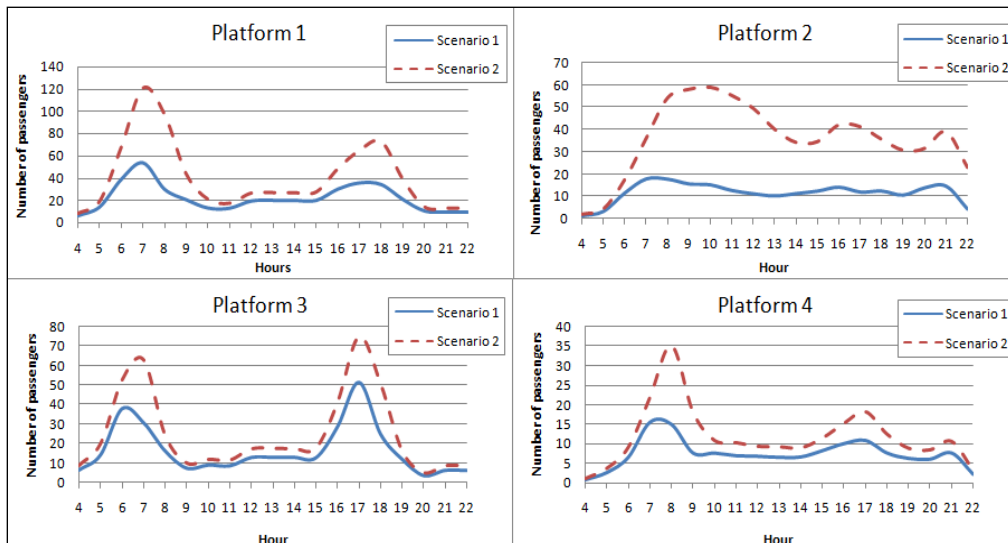 Platform 1
Scenario 1
Scenario 2
Number of passengers
140
120
100
80
60
40
20
0
4 5 6 7 8 9 10 11 12 13 14 15 16 17 18 19 20 21 22
Hours
Platform 2
Scenario 1
Scenario 2
Number of passengers
70
60
50
40
30
20
10
0
4 5 6 7 8 9 10 11 12 13 14 15 16 17 18 19 20 21 22
Hour
Platform 3
Scenario 1
Scenario 2
Number of passengers
80
70
60
50
40
30
20
10
0
4 5 6 7 8 9 10 11 12 13 14 15 16 17 18 19 20 21 22
Hour
Platform 4
Scenario 1
Scenario 2
Number of passengers
40
35
30
25
20
15
10
5
0
4 5 6 7 8 9 10 11 12 13 14 15 16 17 18 19 20 21 22
Hour